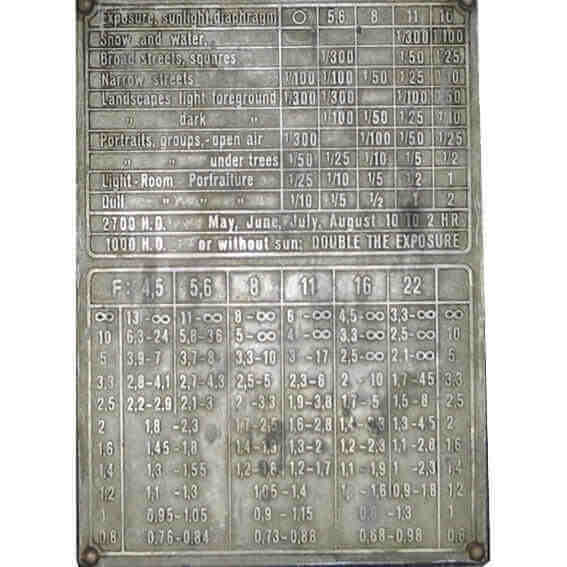 Exposure, sunlight, diaphragm ○ 5,6 8 11 16
Snow and water. 1/300 1/100
Broad streets, squares 1/300 1/50 1/25
Narrow streets 1/100 1/100 1/50 1/25 1/10
Landscapes light foreground 1/300 1/300 1/100 1/50
" dark " 1/100 1/50 1/25 1/10
Portraits, groups,-open air 1/300 1/100 1/50 1/25
" " under trees 1/50 1/25 1/10 1/5 1/2
Light-Room Portraiture 1/25 1/10 1/5 1/2 1
Dull " " " 1/10 1/5 1/2 1 2
2700 H.D. May, June, July, August 10 TO 2 HR
1000 H.D. or without sun: DOUBLE THE EXPOSURE
F: 4,5 5,6 8 11 16 22
∞ 13 -∞ 11 -∞ 8 -∞ 6 -∞ 4,5 -∞ 3,3-∞ ∞
10 6,3-24 5,8-36 5-∞ 4 -∞ 3,3-∞ 2,5-∞ 10
5 3,9-7 3,7-8 3,3-10 3 -17 2,5-∞ 2,1-∞ 5
3,3 2,8-4,1 2,7-4,3 2,5-5 2,3-6 2 - 10 1,7-45 3,3
2,5 2,2-2,9 2,1-3 2 -3,3 1,9-3,8 1,7-5 1,5-8 2,5
2 1,8 -2,3 1,7-2,5 1,6-2,8 1,4-3,3 1,3-4,5 2
1,6 1,45-1,8 1,4-1,9 1,3-2 1,2-2,3 1,1-2,8 1,6
1,4 1,3 -1,55 1,2-1,6 1,2-1,7 1,1 -1,9 1 -2,3 1,4
1,2 1,1 -1,3 1,05-1,4 -1,6 0,9-1,8 1,2
1 0,95-1,05 0,9 -1,15 -1,3 1
0,8 0,76-0,84 0,73-0,88 0,68-0,98 0,8